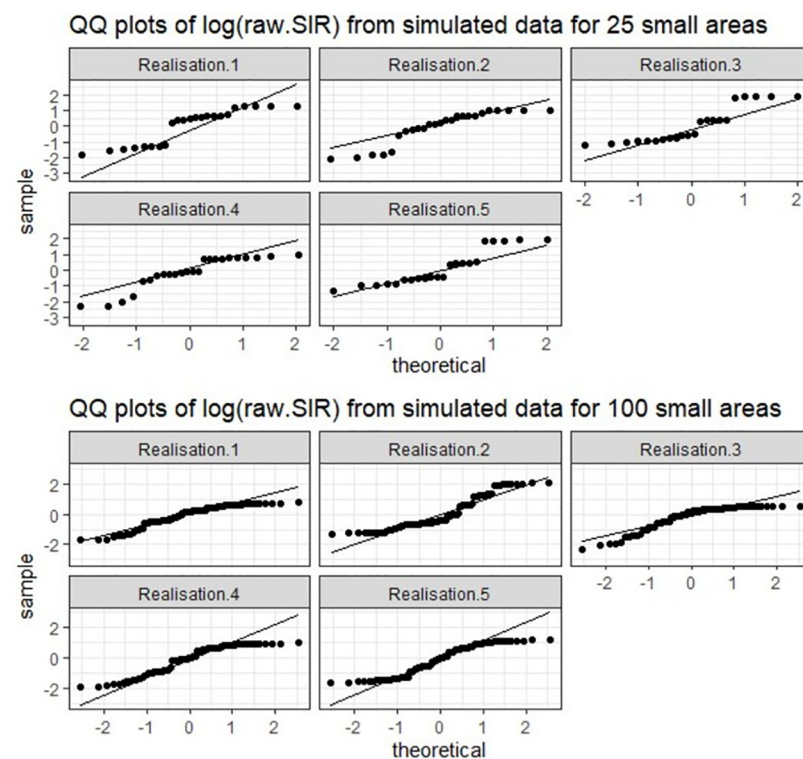 QQ plots of log(raw.SIR) from simulated data for 25 small areas
Realisation.1 Realisation.2 Realisation.3
2
1
0
-1
-2
-3
-2 -1 0 1 2
Realisation.4 Realisation.5
2
1
0
-1
-2
-3
-2 -1 0 1 2 -2 -1 0 1 2
sample
theoretical
QQ plots of log(raw.SIR) from simulated data for 100 small areas
Realisation.1 Realisation.2 Realisation.3
2
0
-2
-2 -1 0 1 2
Realisation.4 Realisation.5
2
0
-2
-2 -1 0 1 2 -2 -1 0 1 2
sample
theoretical